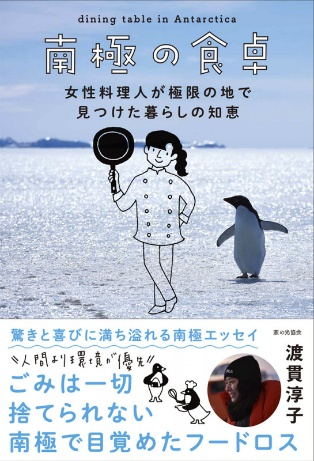 dining table in Antarctica
南極の食卓
女性料理人が極限の地で
見つけた暮らしの知恵
驚きと喜びに満ち溢れる南極エッセイ
家の光協会
人間より環境が優先
渡貫淳子
ごみは一切
捨てられない
南極で目覚めたフードロス